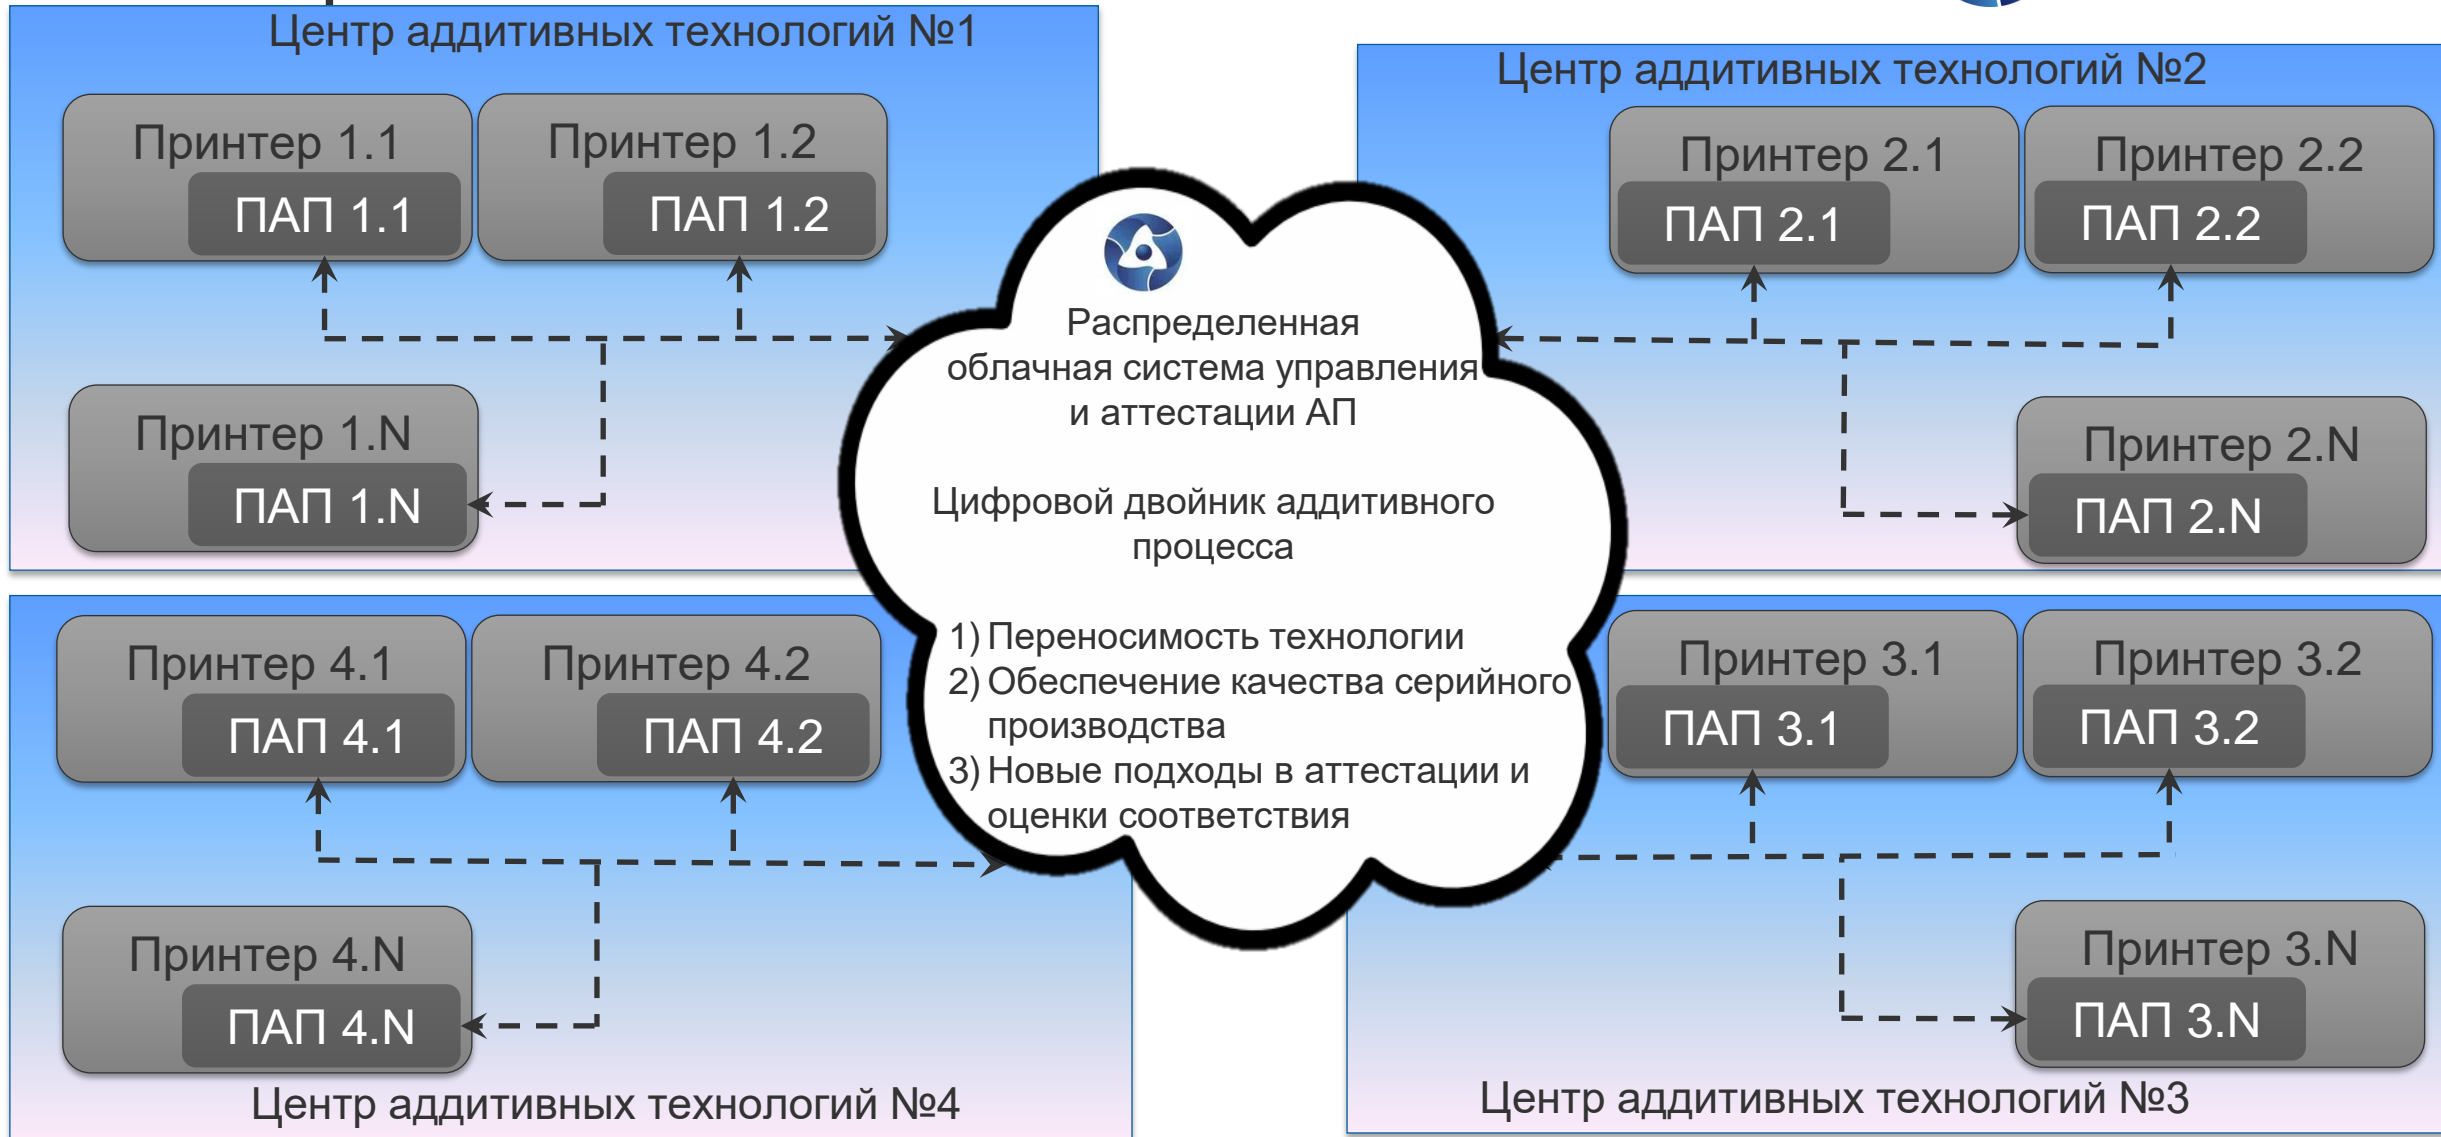 Центр аддитивных технологий №1
Принтер 1.1
ПАП 1.1
Принтер 1.2
ПАП 1.2
Принтер 1.N
ПАП 1.N
Центр аддитивных технологий №2
Принтер 2.1
ПАП 2.1
Принтер 2.2
ПАП 2.2
Принтер 2.N
ПАП 2.N
Распределенная
облачная система управления
и аттестации АП
Цифровой двойник аддитивного
процесса
1) Переносимость технологии
2) Обеспечение качества серийного
производства
3) Новые подходы в аттестации и
оценки соответствия
Принтер 4.1
ПАП 4.1
Принтер 4.2
ПАП 4.2
Принтер 4.N
ПАП 4.N
Центр аддитивных технологий №4
Принтер 3.1
ПАП 3.1
Принтер 3.2
ПАП 3.2
Принтер 3.N
ПАП 3.N
Центр аддитивных технологий №3